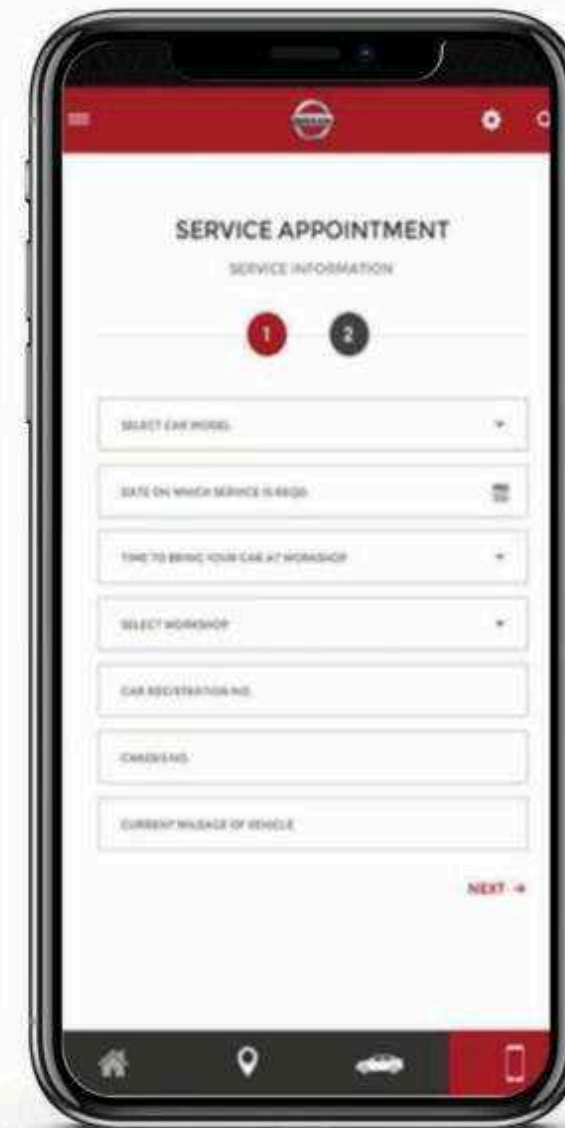 NISSAN
SERVICE APPOINTMENT
SERVICE INFORMATION
1 2
SELECT CAR MODEL
DATE ON WHICH SERVICE IS REQD.
TIME TO BRING YOUR CAR AT WORKSHOP
SELECT WORKSHOP
CAR REGISTRATION NO.
CHASSIS NO.
CURRENT MILEAGE OF VEHICLE
NEXT